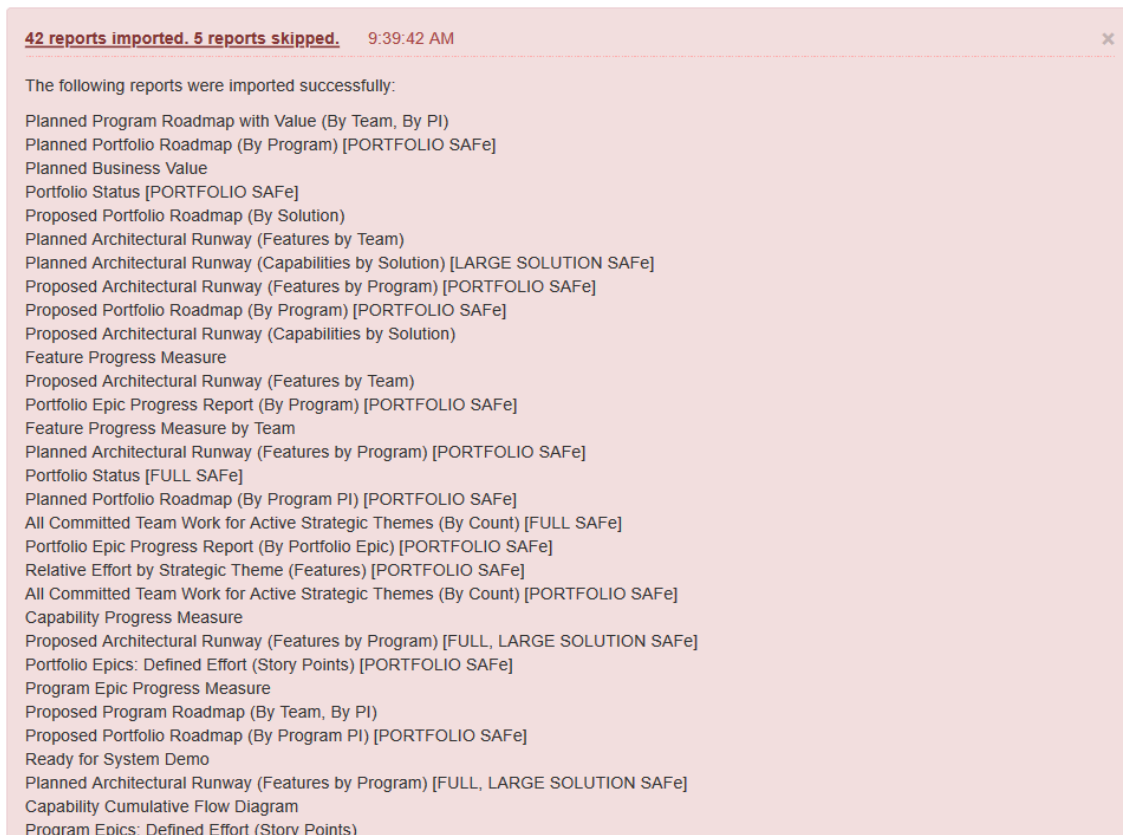 42 reports imported. 5 reports skipped. 9:39:42 AM ×
The following reports were imported successfully:
Planned Program Roadmap with Value (By Team, By PI)
Planned Portfolio Roadmap (By Program) [PORTFOLIO SAFe]
Planned Business Value
Portfolio Status [PORTFOLIO SAFe]
Proposed Portfolio Roadmap (By Solution)
Planned Architectural Runway (Features by Team)
Planned Architectural Runway (Capabilities by Solution) [LARGE SOLUTION SAFe]
Proposed Architectural Runway (Features by Program) [PORTFOLIO SAFe]
Proposed Portfolio Roadmap (By Program) [PORTFOLIO SAFe]
Proposed Architectural Runway (Capabilities by Solution)
Feature Progress Measure
Proposed Architectural Runway (Features by Team)
Portfolio Epic Progress Report (By Program) [PORTFOLIO SAFe]
Feature Progress Measure by Team
Planned Architectural Runway (Features by Program) [PORTFOLIO SAFe]
Portfolio Status [FULL SAFe]
Planned Portfolio Roadmap (By Program PI) [PORTFOLIO SAFe]
All Committed Team Work for Active Strategic Themes (By Count) [FULL SAFe]
Portfolio Epic Progress Report (By Portfolio Epic) [PORTFOLIO SAFe]
Relative Effort by Strategic Theme (Features) [PORTFOLIO SAFe]
All Committed Team Work for Active Strategic Themes (By Count) [PORTFOLIO SAFe]
Capability Progress Measure
Proposed Architectural Runway (Features by Program) [FULL, LARGE SOLUTION SAFe]
Portfolio Epics: Defined Effort (Story Points) [PORTFOLIO SAFe]
Program Epic Progress Measure
Proposed Program Roadmap (By Team, By PI)
Proposed Portfolio Roadmap (By Program PI) [PORTFOLIO SAFe]
Ready for System Demo
Planned Architectural Runway (Features by Program) [FULL, LARGE SOLUTION SAFe]
Capability Cumulative Flow Diagram
Program Epics: Defined Effort (Story Points)